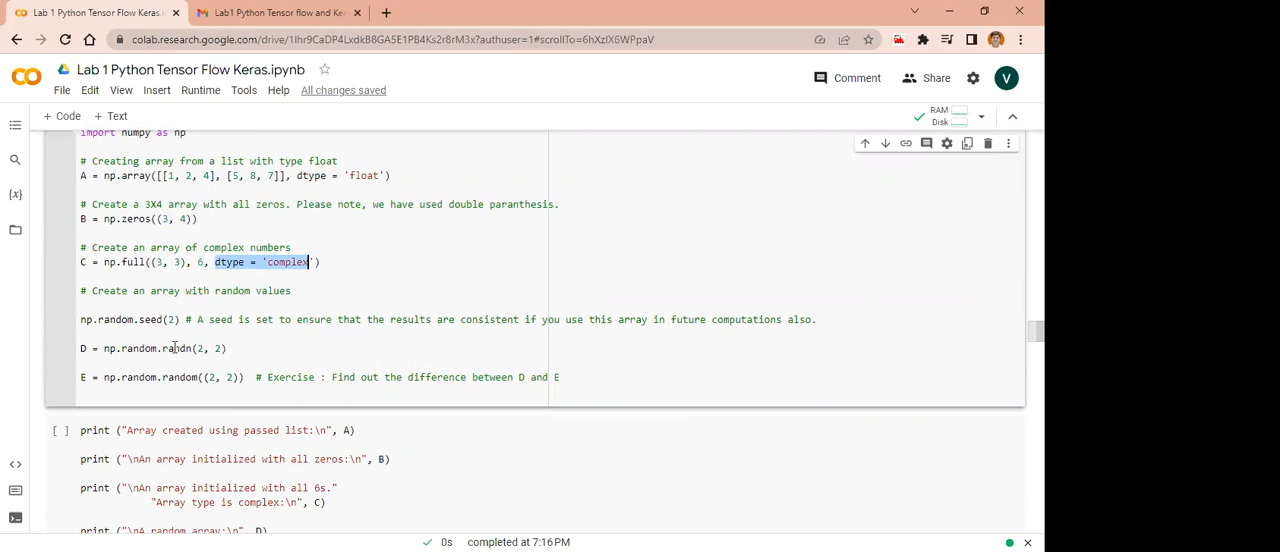 Lab 1 Python Tensor Flow Keras.i
Lab1 Python Tensor flow and Ker
colab.research.google.com/drive/1Ihr9CaDP4LxdkB8GA5E1PB4Ks2r8rM3x?authuser=1#scrollTo=6hXzIX6WPpaV
Lab 1 Python Tensor Flow Keras.ipynb
Comment
Share
V
File Edit View Insert Runtime Tools Help All changes saved
+ Code + Text
RAM
Disk
import numpy as np
# Creating array from a list with type float
A = np.array([[1, 2, 4], [5, 8, 7]], dtype = 'float')
# Create a 3X4 array with all zeros. Please note, we have used double paranthesis.
B = np.zeros((3, 4))
# Create an array of complex numbers
C = np.full((3, 3), 6, dtype = 'complex')
# Create an array with random values
np.random.seed(2) # A seed is set to ensure that the results are consistent if you use this array in future computations also.
D = np.random.randn(2, 2)
E = np.random.random((2, 2)) # Exercise : Find out the difference between D and E
[ ] print ("Array created using passed list:\n", A)
print ("\nAn array initialized with all zeros:\n", B)
print ("\nAn array initialized with all 6s."
"Array type is complex:\n", C)
print ("\nA random array:\n", D)
0s completed at 7:16PM